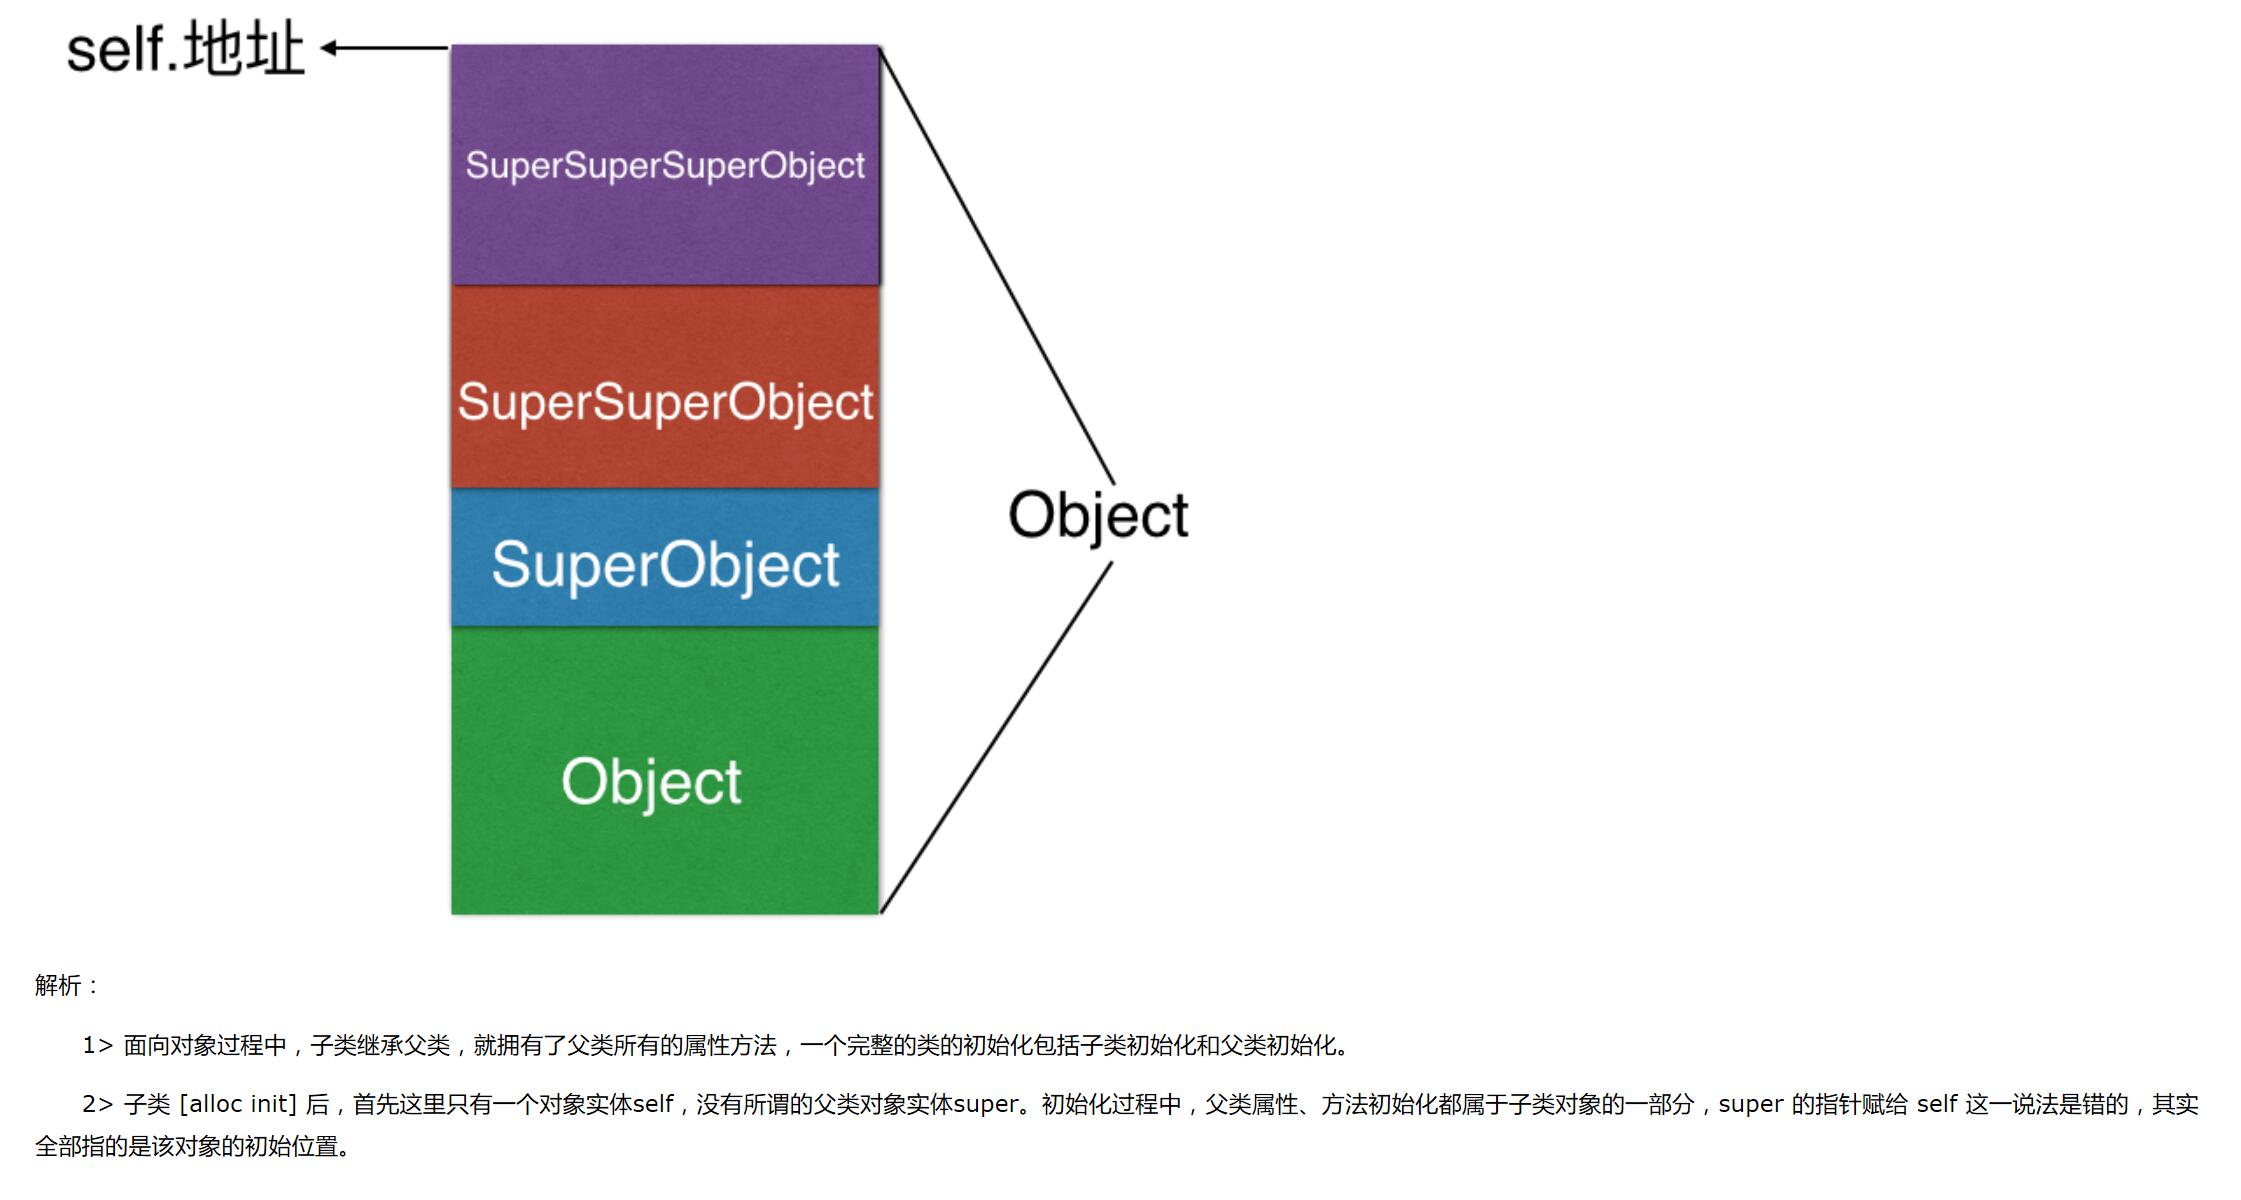 self.地址
SuperSuperSuperObject
SuperSuperObject
SuperObject
Object
Object
解析：
1> 面向对象过程中，子类继承父类，就拥有了父类所有的属性方法，一个完整的类的初始化包括子类初始化和父类初始化。
2> 子类 [alloc init] 后，首先这里只有一个对象实体self，没有所谓的父类对象实体super。初始化过程中，父类属性、方法初始化都属于子类对象的一部分，super 的指针赋给 self 这一说法是错的，其实
全部指的是该对象的初始位置。